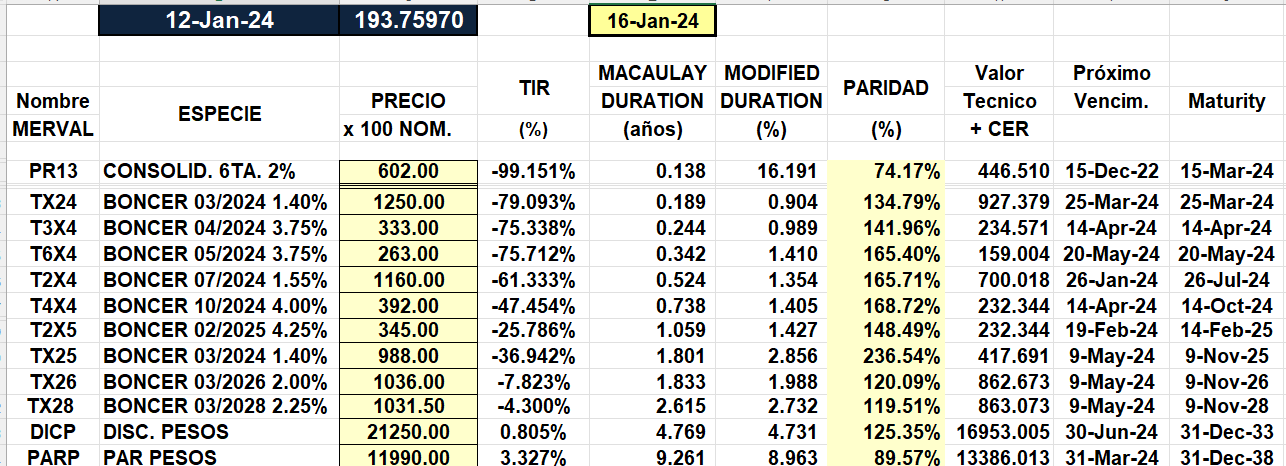 12-Jan-24 193.75970 16-Jan-24
MACAULAY MODIFIED Valor Próximo
TIR PARIDAD
Nombre PRECIO DURATION DURATION Tecnico Vencim. Maturity
ESPECIE
MERVAL x 100 NOM. (%) (años) (%) (%) + CER
PR13 CONSOLID. 6TA. 2% 602.00 -99.151% 0.138 16.191 74.17% 446.510 15-Dec-22 15-Mar-24
TX24 BONCER 03/2024 1.40% 1250.00 -79.093% 0.189 0.904 134.79% 927.379 25-Mar-24 25-Mar-24
T3X4 BONCER 04/2024 3.75% 333.00 -75.338% 0.244 0.989 141.96% 234.571 14-Apr-24 14-Apr-24
T6X4 BONCER 05/2024 3.75% 263.00 -75.712% 0.342 1.410 165.40% 159.004 20-May-24 20-May-24
T2X4 BONCER 07/2024 1.55% 1160.00 -61.333% 0.524 1.354 165.71% 700.018 26-Jan-24 26-Jul-24
T4X4 BONCER 10/2024 4.00% 392.00 -47.454% 0.738 1.405 168.72% 232.344 14-Apr-24 14-Oct-24
T2X5 BONCER 02/2025 4.25% 345.00 -25.786% 1.059 1.427 148.49% 232.344 19-Feb-24 14-Feb-25
TX25 BONCER 03/2024 1.40% 988.00 -36.942% 1.801 2.856 236.54% 417.691 9-May-24 9-Nov-25
TX26 BONCER 03/2026 2.00% 1036.00 -7.823% 1.833 1.988 120.09% 862.673 9-May-24 9-Nov-26
TX28 BONCER 03/2028 2.25% 1031.50 -4.300% 2.615 2.732 119.51% 863.073 9-May-24 9-Nov-28
DICP DISC. PESOS 21250.00 0.805% 4.769 4.731 125.35% 16953.005 30-Jun-24 31-Dec-33
PARP PAR PESOS 11990.00 3.327% 9.261 8.963 89.57% 13386.013 31-Mar-24 31-Dec-38